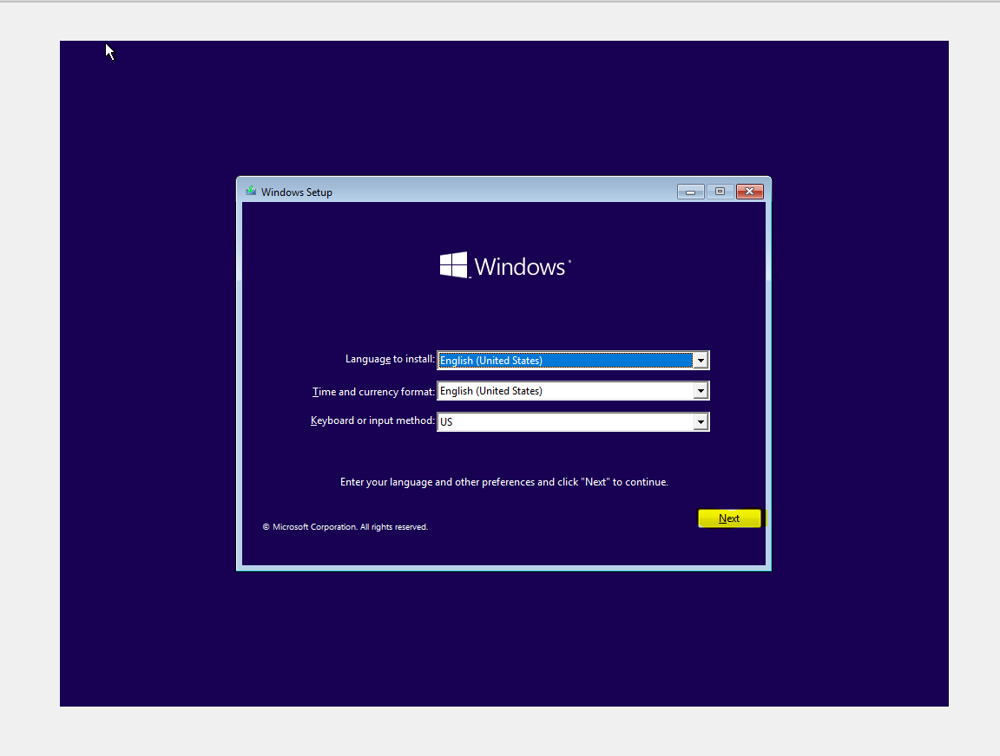 Windows Setup
Windows
Language to install: English (United States)
Time and currency format: English (United States)
Keyboard or input method: US
Enter your language and other preferences and click "Next" to continue.
Next
© Microsoft Corporation. All rights reserved.